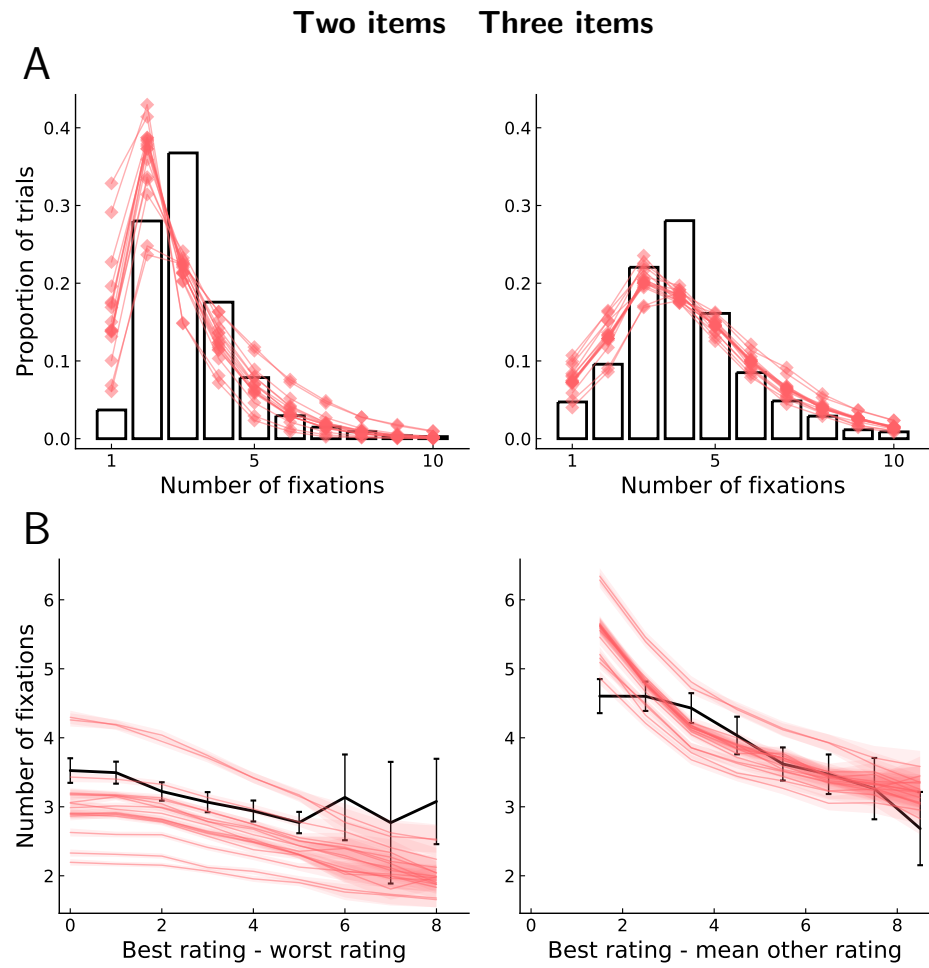 Two items Three items
A
Proportion of trials
0.4
0.3
0.2
0.1
0.0
1 5 10
Number of fixations
0.4
0.3
0.2
0.1
0.0
1 5 10
Number of fixations
B
Number of fixations
6
5
4
3
2
0 2 4 6 8
Best rating - worst rating
6
5
4
3
2
0 2 4 6 8
Best rating - mean other rating